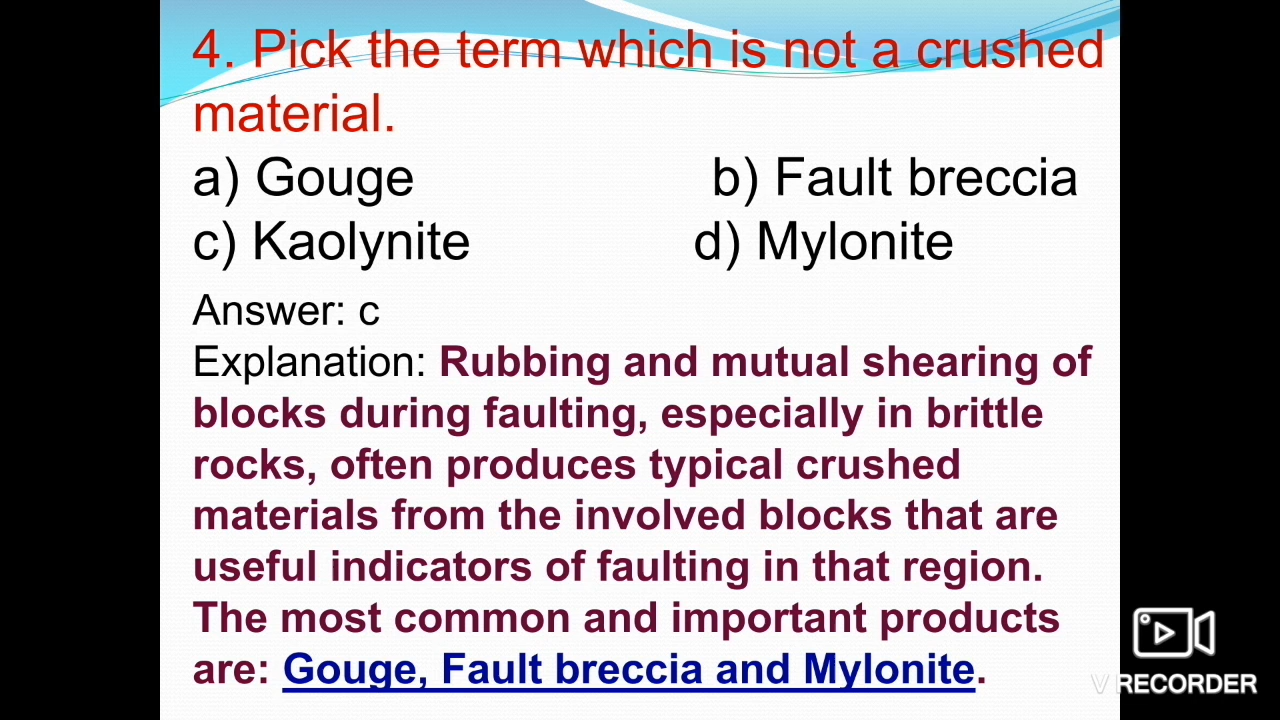 4. Pick the term which is not a crushed
material.
a) Gouge b) Fault breccia
c) Kaolynite d) Mylonite
Answer: c
Explanation: Rubbing and mutual shearing of
blocks during faulting, especially in brittle
rocks, often produces typical crushed
materials from the involved blocks that are
useful indicators of faulting in that region.
The most common and important products
are: Gouge, Fault breccia and Mylonite.
V RECORDER